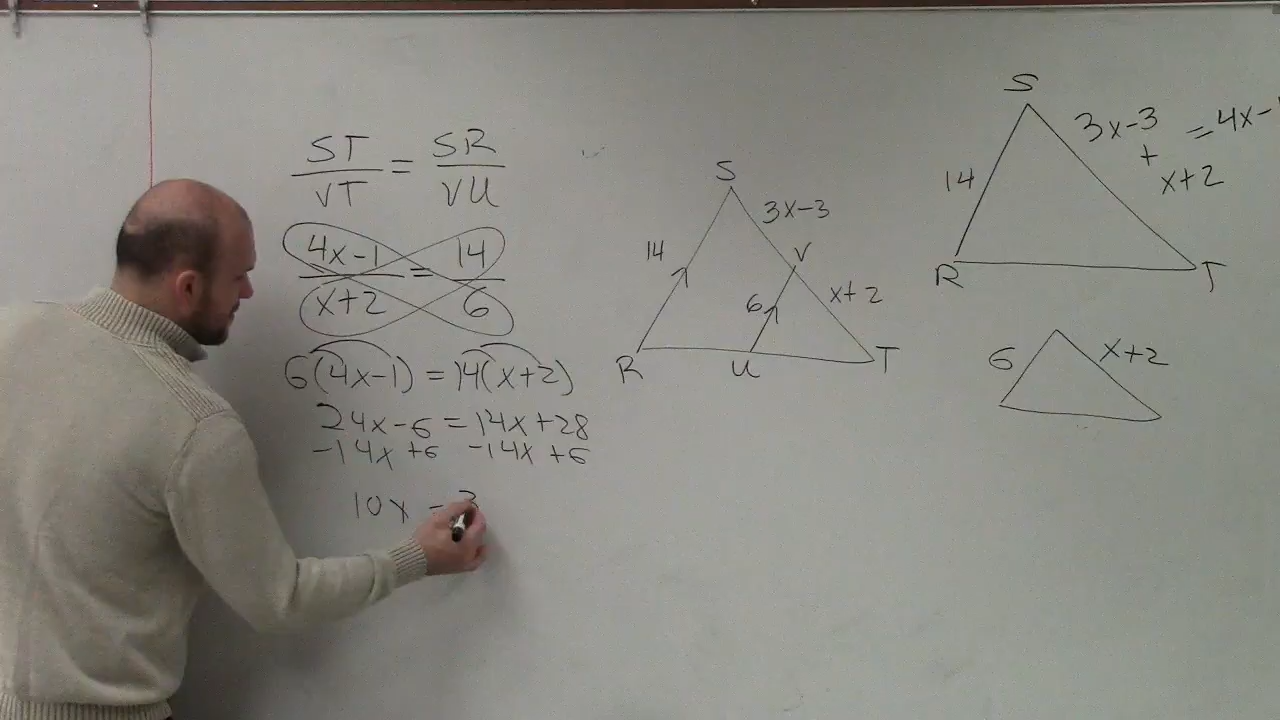 ST/VT = SR/VU
4x-1/x+2 = 14/6
6(4x-1) = 14(x+2)
24x-6 = 14x+28
-14x +6 -14x +6
10x = 3
S
3x-3
14
V
6
x+2
R
U
T
S
3x-3 = 4x-
+
14
x+2
R
T
6
x+2